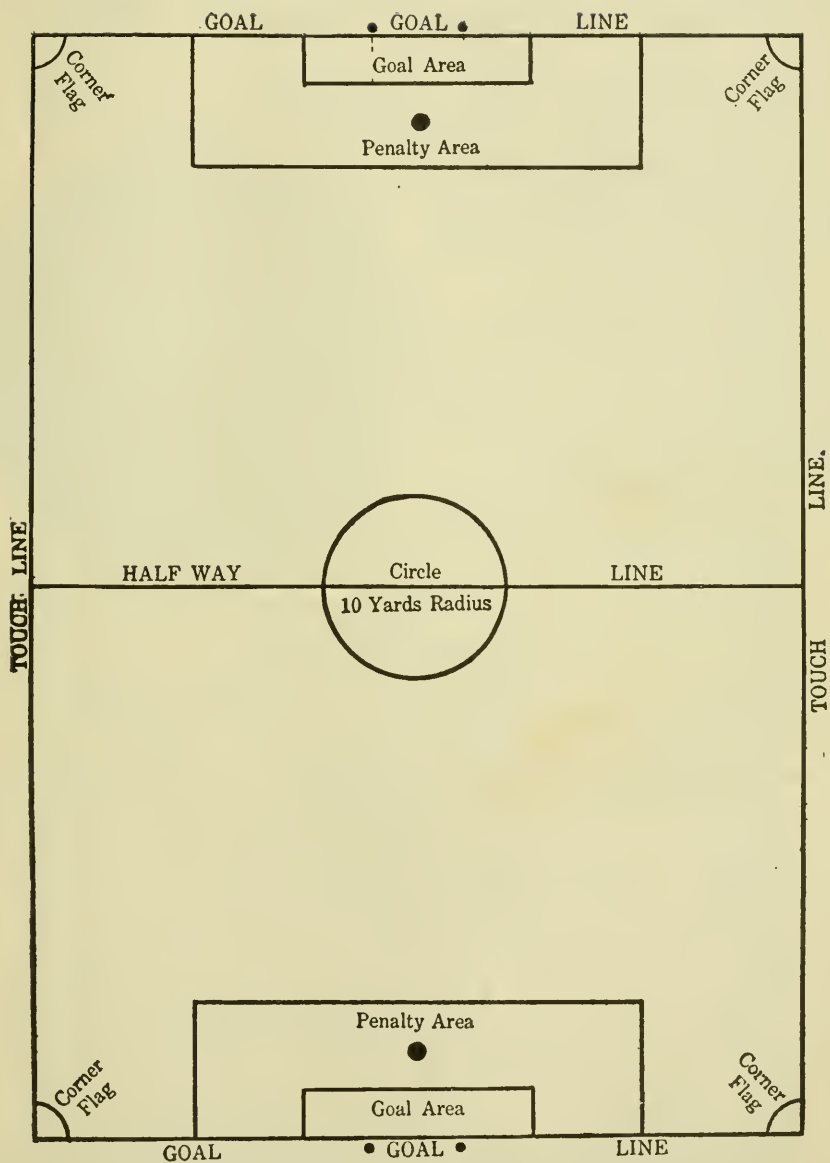 GOAL GOAL LINE
Corner
Flag
Corner
Flag
Goal Area
Penalty Area
TOUCH LINE
TOUCH LINE.
HALF WAY Circle LINE
10 Yards Radius
Penalty Area
Corner
Flag
Corner
Flag
Goal Area
GOAL GOAL LINE